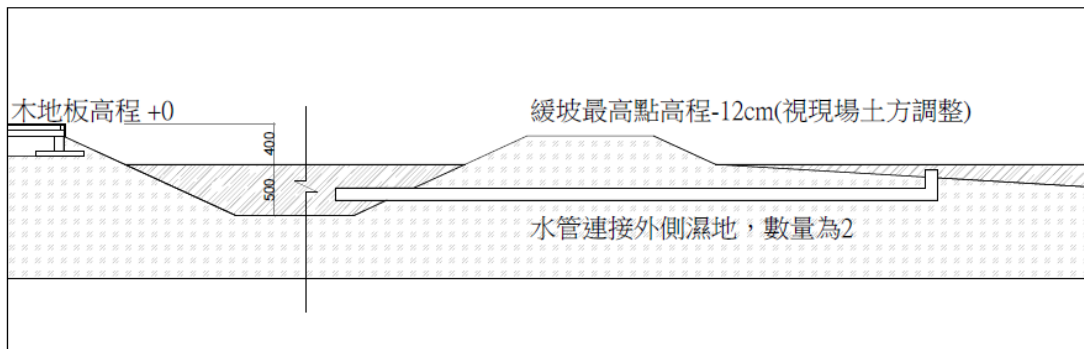 木地板高程 +0
緩坡最高點高程-12cm(視現場土方調整)
400
500
水管連接外側濕地，數量為2